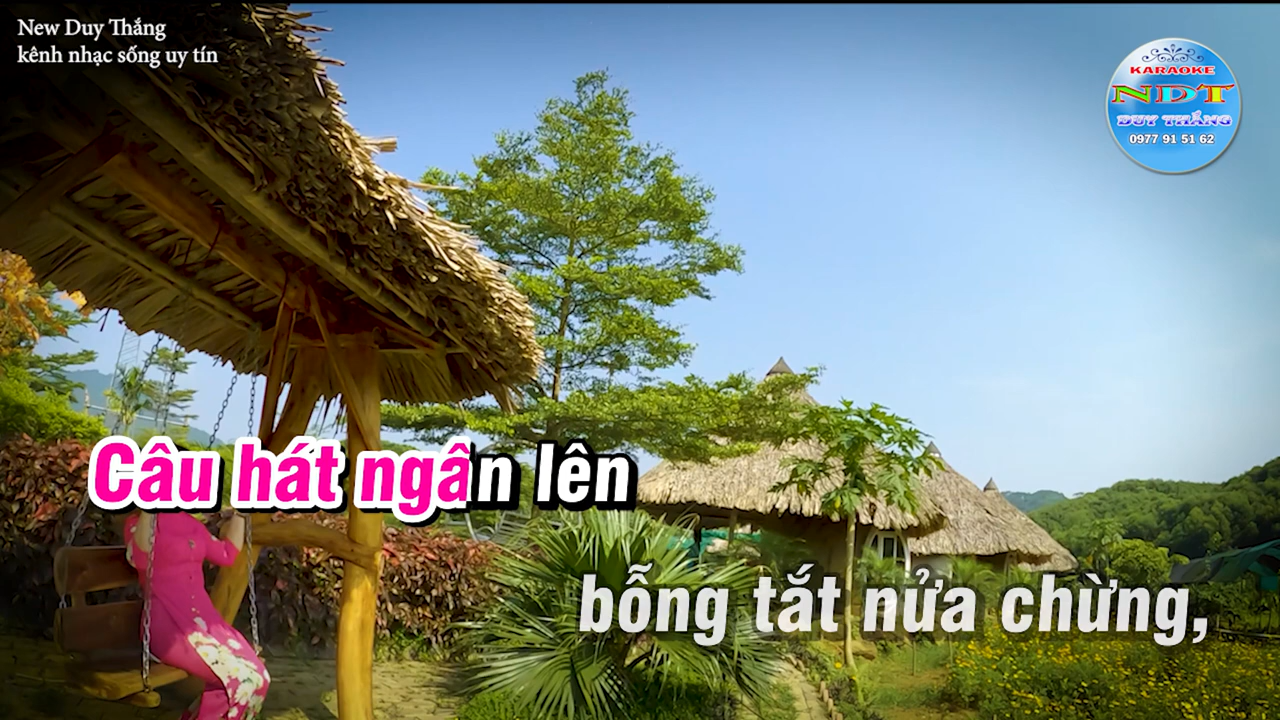 New Duy Thắng
kênh nhạc sống uy tín
KARAOKE
NDT
DUY THẮNG
0977 91 51 62
Câu hát ngân lên
bỗng tắt nửa chừng,